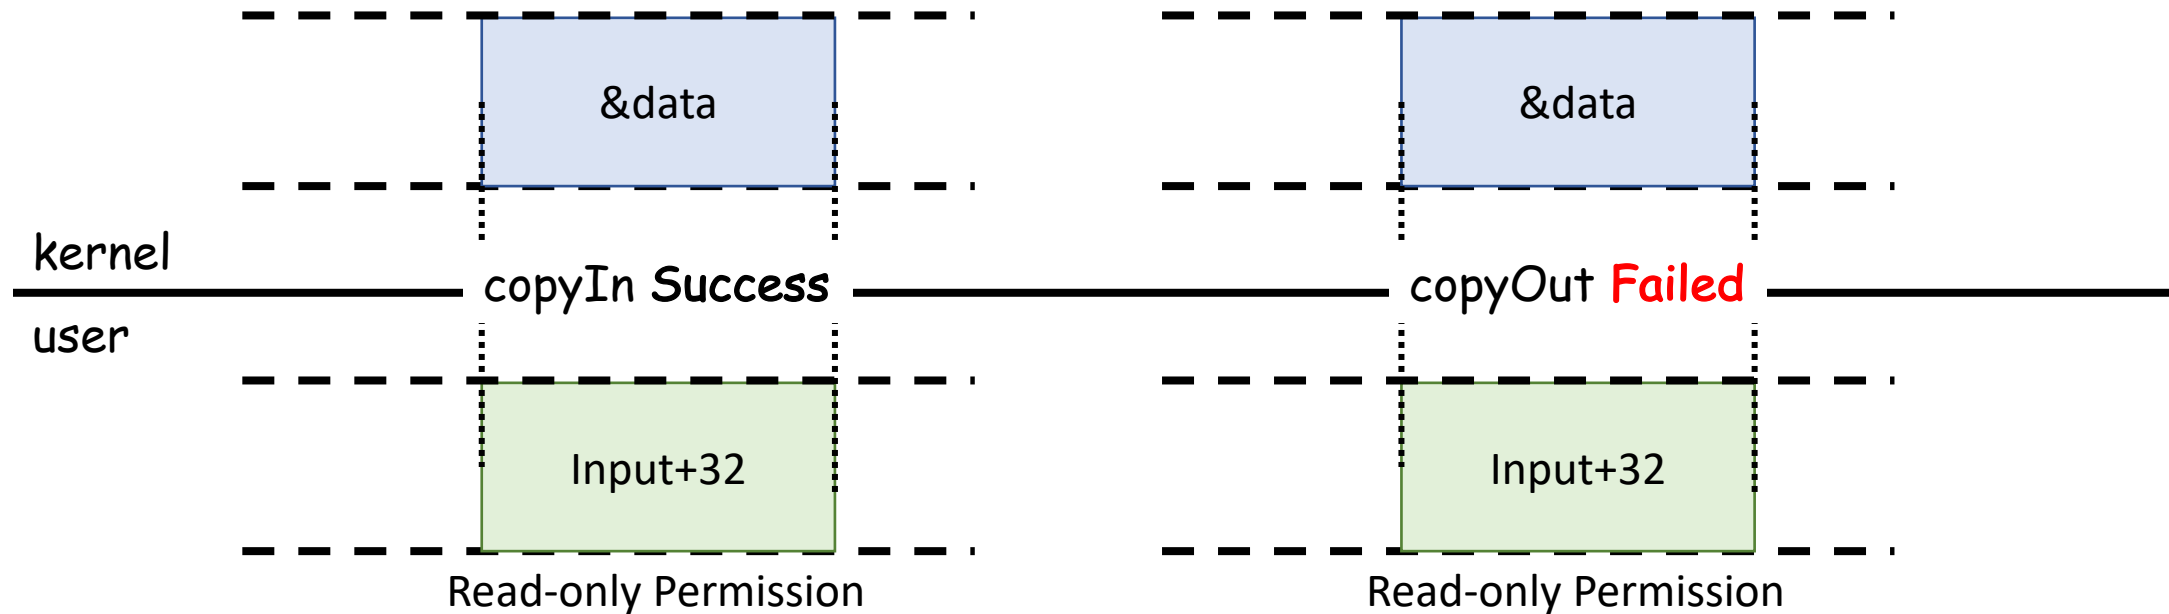 &data
&data
kernel
copyIn Success
copyOut Failed
user
Input+32
Input+32
Read-only Permission
Read-only Permission